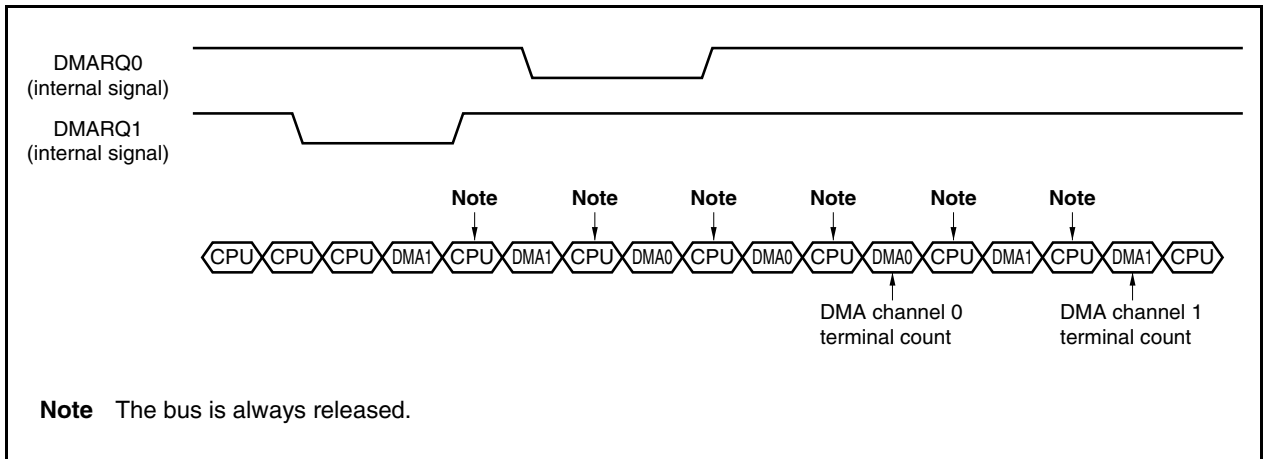 DMARQ0
(internal signal)
DMARQ1
(internal signal)
Note Note Note Note Note Note
CPU CPU CPU DMA1 CPU DMA1 CPU DMA0 CPU DMA0 CPU DMA0 CPU DMA1 CPU DMA1 CPU
DMA channel 0
terminal count
DMA channel 1
terminal count
Note The bus is always released.